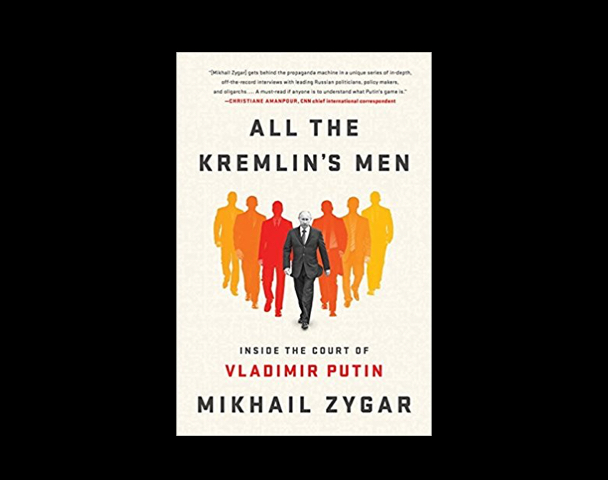 "[Mikhail Zygar] gets behind the propaganda machine in a unique series of in-depth,
off-the-record interviews with leading Russian politicians, policy makers,
and oligarchs. . . . A must-read if anyone is to understand what Putin's game is."
—CHRISTIANE AMANPOUR, CNN chief international correspondent
ALL THE
KREMLIN'S MEN
INSIDE THE COURT OF
VLADIMIR PUTIN
MIKHAIL ZYGAR